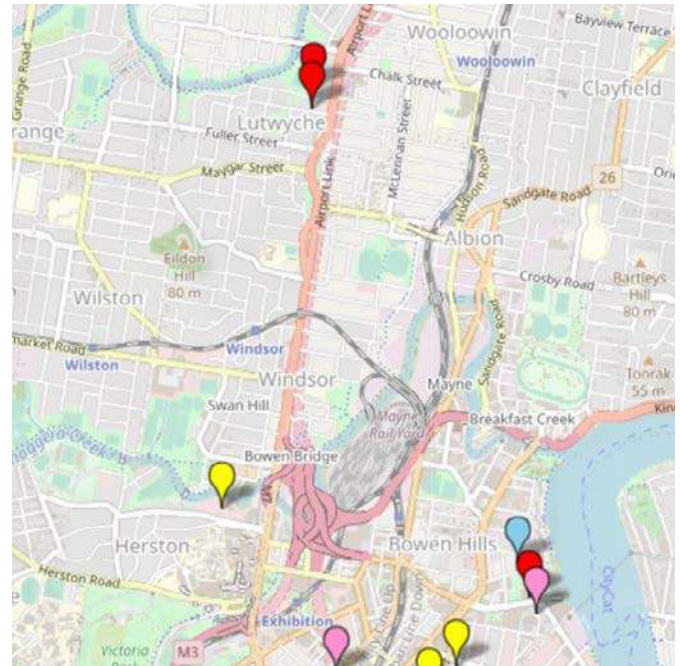 Grange Road
Airport Link
Wooloowin
Bayview Terrace
Wooloowin
Chalk Street
Clayfield
Lutwyche
range
Fuller Street
McLennan Street
Maygar Street
Airport Link
Hudson Road
26
Sandgate Road
Albion
Eildon
Hill
80 m
Crosby Road
Bartleys
Hill
80 m
Wilston
Sandgate Road
market Road
Windsor
Wilston
Toorak
55 m
Windsor
Mayne
Swan Hill
Mayne
Rail Yard
Breakfast Creek
Bowen Bridge
M7
Herston
Bowen Hills
Herston Road
CityCat
Exhibition
M3
Victoria